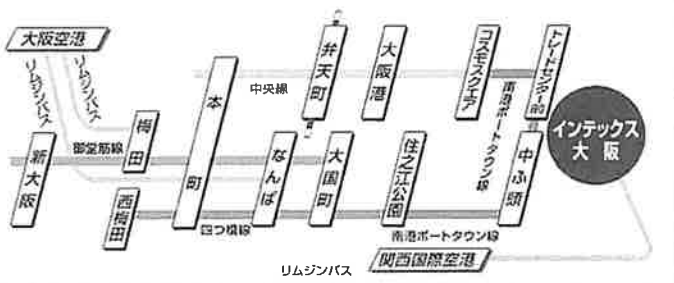 大阪空港
リムジンバス
リムジンバス
新大阪
梅田
御堂筋線
西梅田
本町
四つ橋線
中央線
なんば
弁天町
大国町
大阪港
住之江公園
コスモスクエア
南港ポートタウン線
トレードセンター前
中ふ頭
インテックス
大阪
南港ポートタウン線
関西国際空港
リムジンバス